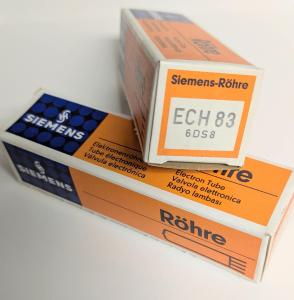 Siemens-Röhre
ECH 83
6DS8
SIEMENS
Elektronenröhre
Tube électronique
Válvula electrónica
Electron Tube
Valvola elettronica
Radyo lambası
Röhre
SIEMENS
Röhre